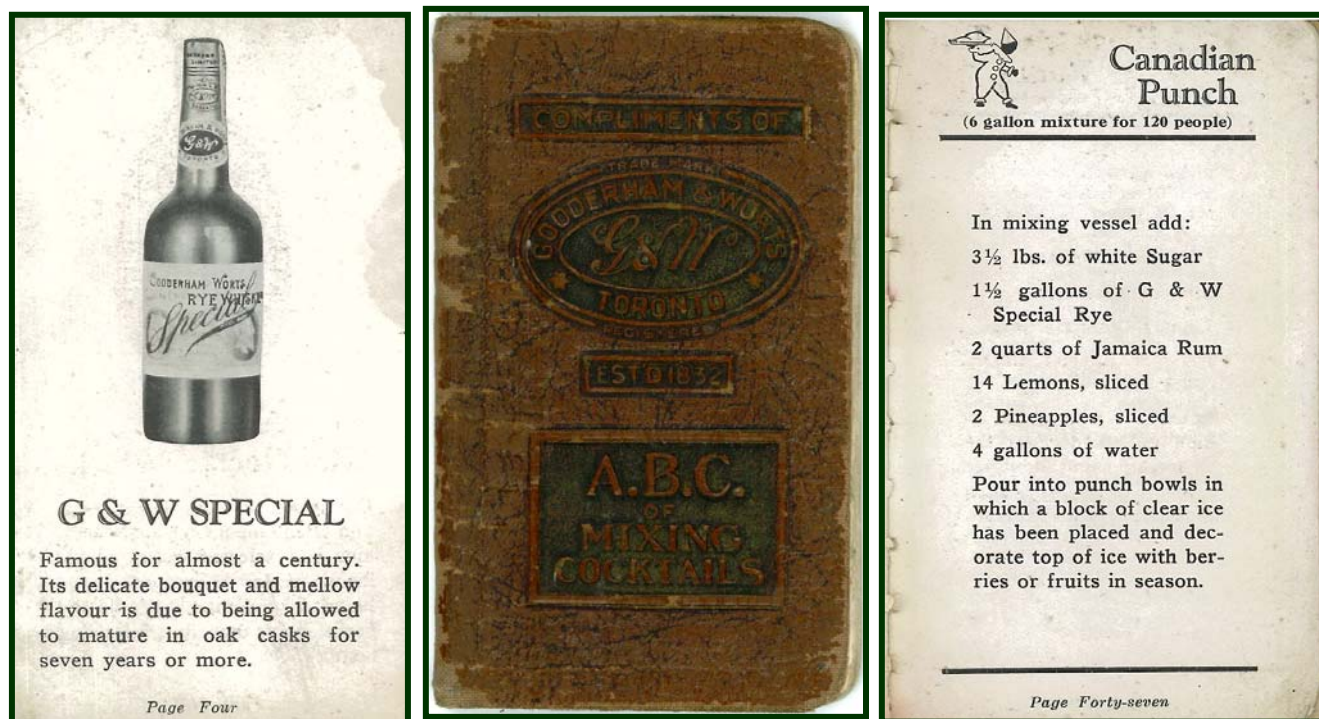 G&W
TORONTO
GOODERHAM & WORTS
RYE WHISKY
Special
G & W SPECIAL
Famous for almost a century.
Its delicate bouquet and mellow
flavour is due to being allowed
to mature in oak casks for
seven years or more.
Page Four
COMPLIMENTS OF
TRADE MARK
GOODERHAM & WORTS
G&W
TORONTO
REGISTERED
EST'D 1832
A.B.C.
OF
MIXING
COCKTAILS
Canadian
Punch
(6 gallon mixture for 120 people)
In mixing vessel add:
3½ lbs. of white Sugar
1½ gallons of G & W
Special Rye
2 quarts of Jamaica Rum
14 Lemons, sliced
2 Pineapples, sliced
4 gallons of water
Pour into punch bowls in
which a block of clear ice
has been placed and dec-
orate top of ice with ber-
ries or fruits in season.
Page Forty-seven